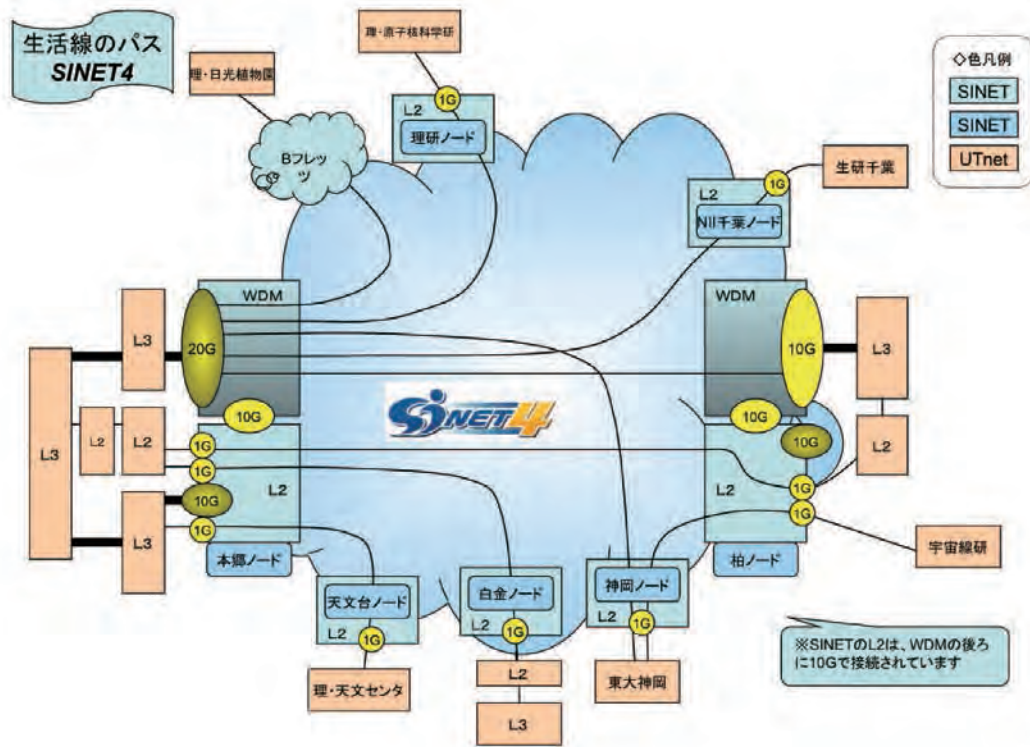 生活線のパス
SINET4
理・日光植物園
理・原子核科学研
◇色凡例
SINET
SINET
UTnet
Bフレッ
ツ
1G
L2
理研ノード
1G
L2
NII千葉ノード
生研千葉
WDM
20G
10G
L3
L3
L2
L2
1G
1G
10G
1G
L3
L2
本郷ノード
SINET4
WDM
10G
10G
10G
L3
L2
L2
1G
1G
柏ノード
宇宙線研
天文台ノード
L2
1G
理・天文センタ
白金ノード
L2
1G
L2
L3
神岡ノード
L2
1G
東大神岡
※SINETのL2は、WDMの後ろ
に10Gで接続されています